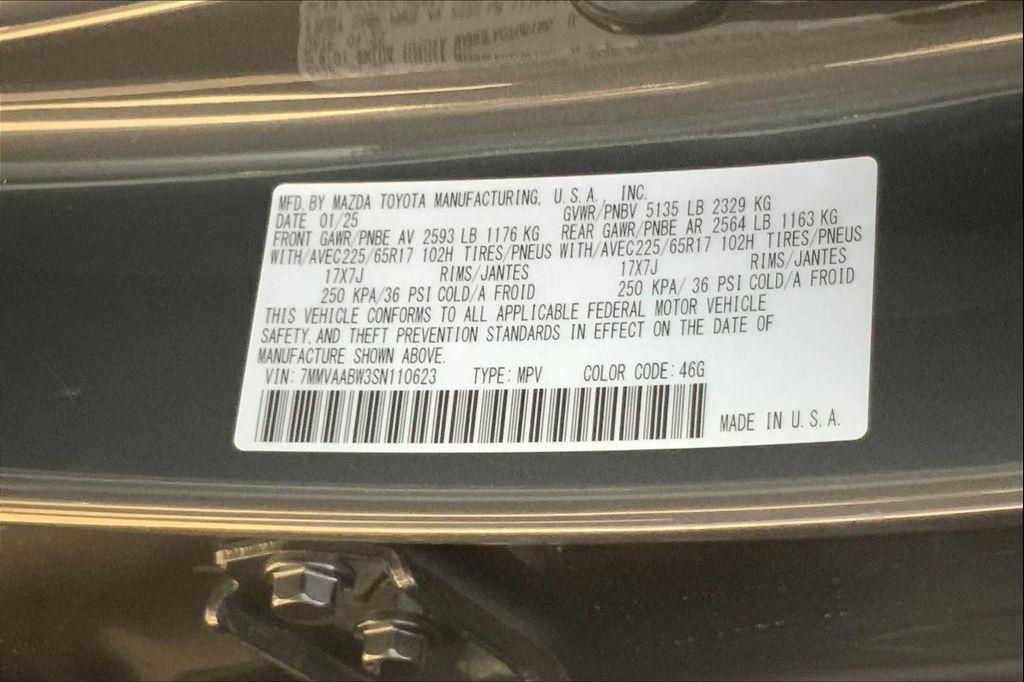 MFD. BY MAZDA TOYOTA MANUFACTURING, U.S.A. INC.
DATE 01/25 GVWR/PNBV 5135 LB 2329 KG
FRONT GAWR/PNBE AV 2593 LB 1176 KG REAR GAWR/PNBE AR 2564 LB 1163 KG
WITH/AVEC225/65R17 102H TIRES/PNEUS WITH/AVEC225/65R17 102H TIRES/PNEUS
17X7J RIMS/JANTES 17X7J RIMS/JANTES
250 KPA/36 PSI COLD/A FROID 250 KPA/ 36 PSI COLD/A FROID
THIS VEHICLE CONFORMS TO ALL APPLICABLE FEDERAL MOTOR VEHICLE
SAFETY, AND THEFT PREVENTION STANDARDS IN EFFECT ON THE DATE OF
MANUFACTURE SHOWN ABOVE.
VIN: 7MMVAABW3SN110623 TYPE: MPV COLOR CODE: 46G
MADE IN U.S.A.